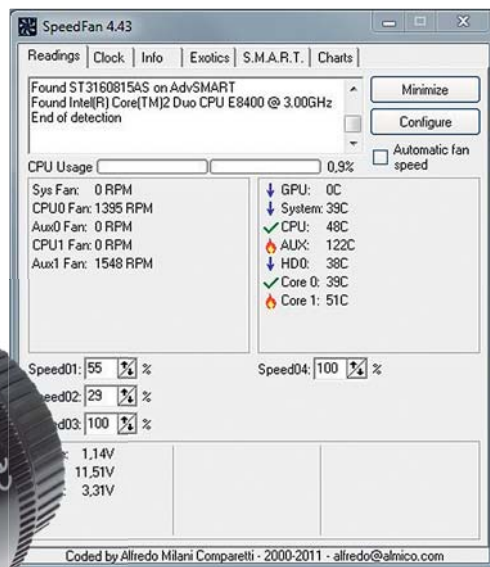 SpeedFan 4.43
Readings Clock Info Exotics S.M.A.R.T. Charts
Found ST3160815AS on AdvSMART
Found Intel(R) Core(TM)2 Duo CPU E8400 @ 3.00GHz
End of detection
Minimize
Configure
Automatic fan
speed
CPU Usage 0,9%
Sys Fan: 0 RPM
CPU0 Fan: 1395 RPM
Aux0 Fan: 0 RPM
CPU1 Fan: 0 RPM
Aux1 Fan: 1548 RPM
GPU: 0C
System: 39C
CPU: 48C
AUX: 122C
HD0: 38C
Core 0: 39C
Core 1: 51C
Speed01: 55 %
Speed04: 100 %
eed02: 29 %
d03: 100 %
1,14V
11,51V
3,31V
Coded by Alfredo Milani Comparetti - 2000-2011 - alfredo@almico.com